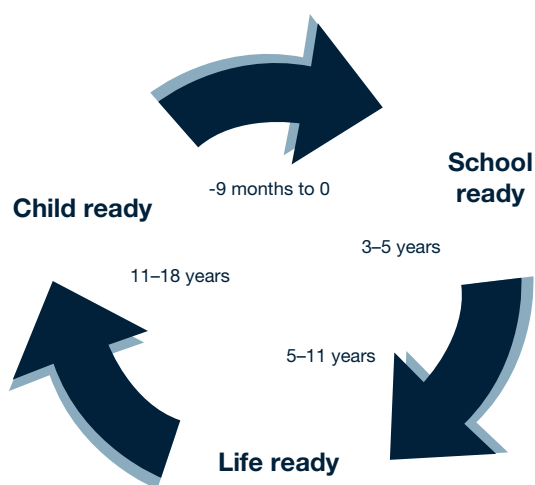 School
ready
-9 months to 0
Child ready
3–5 years
11–18 years
5–11 years
Life ready